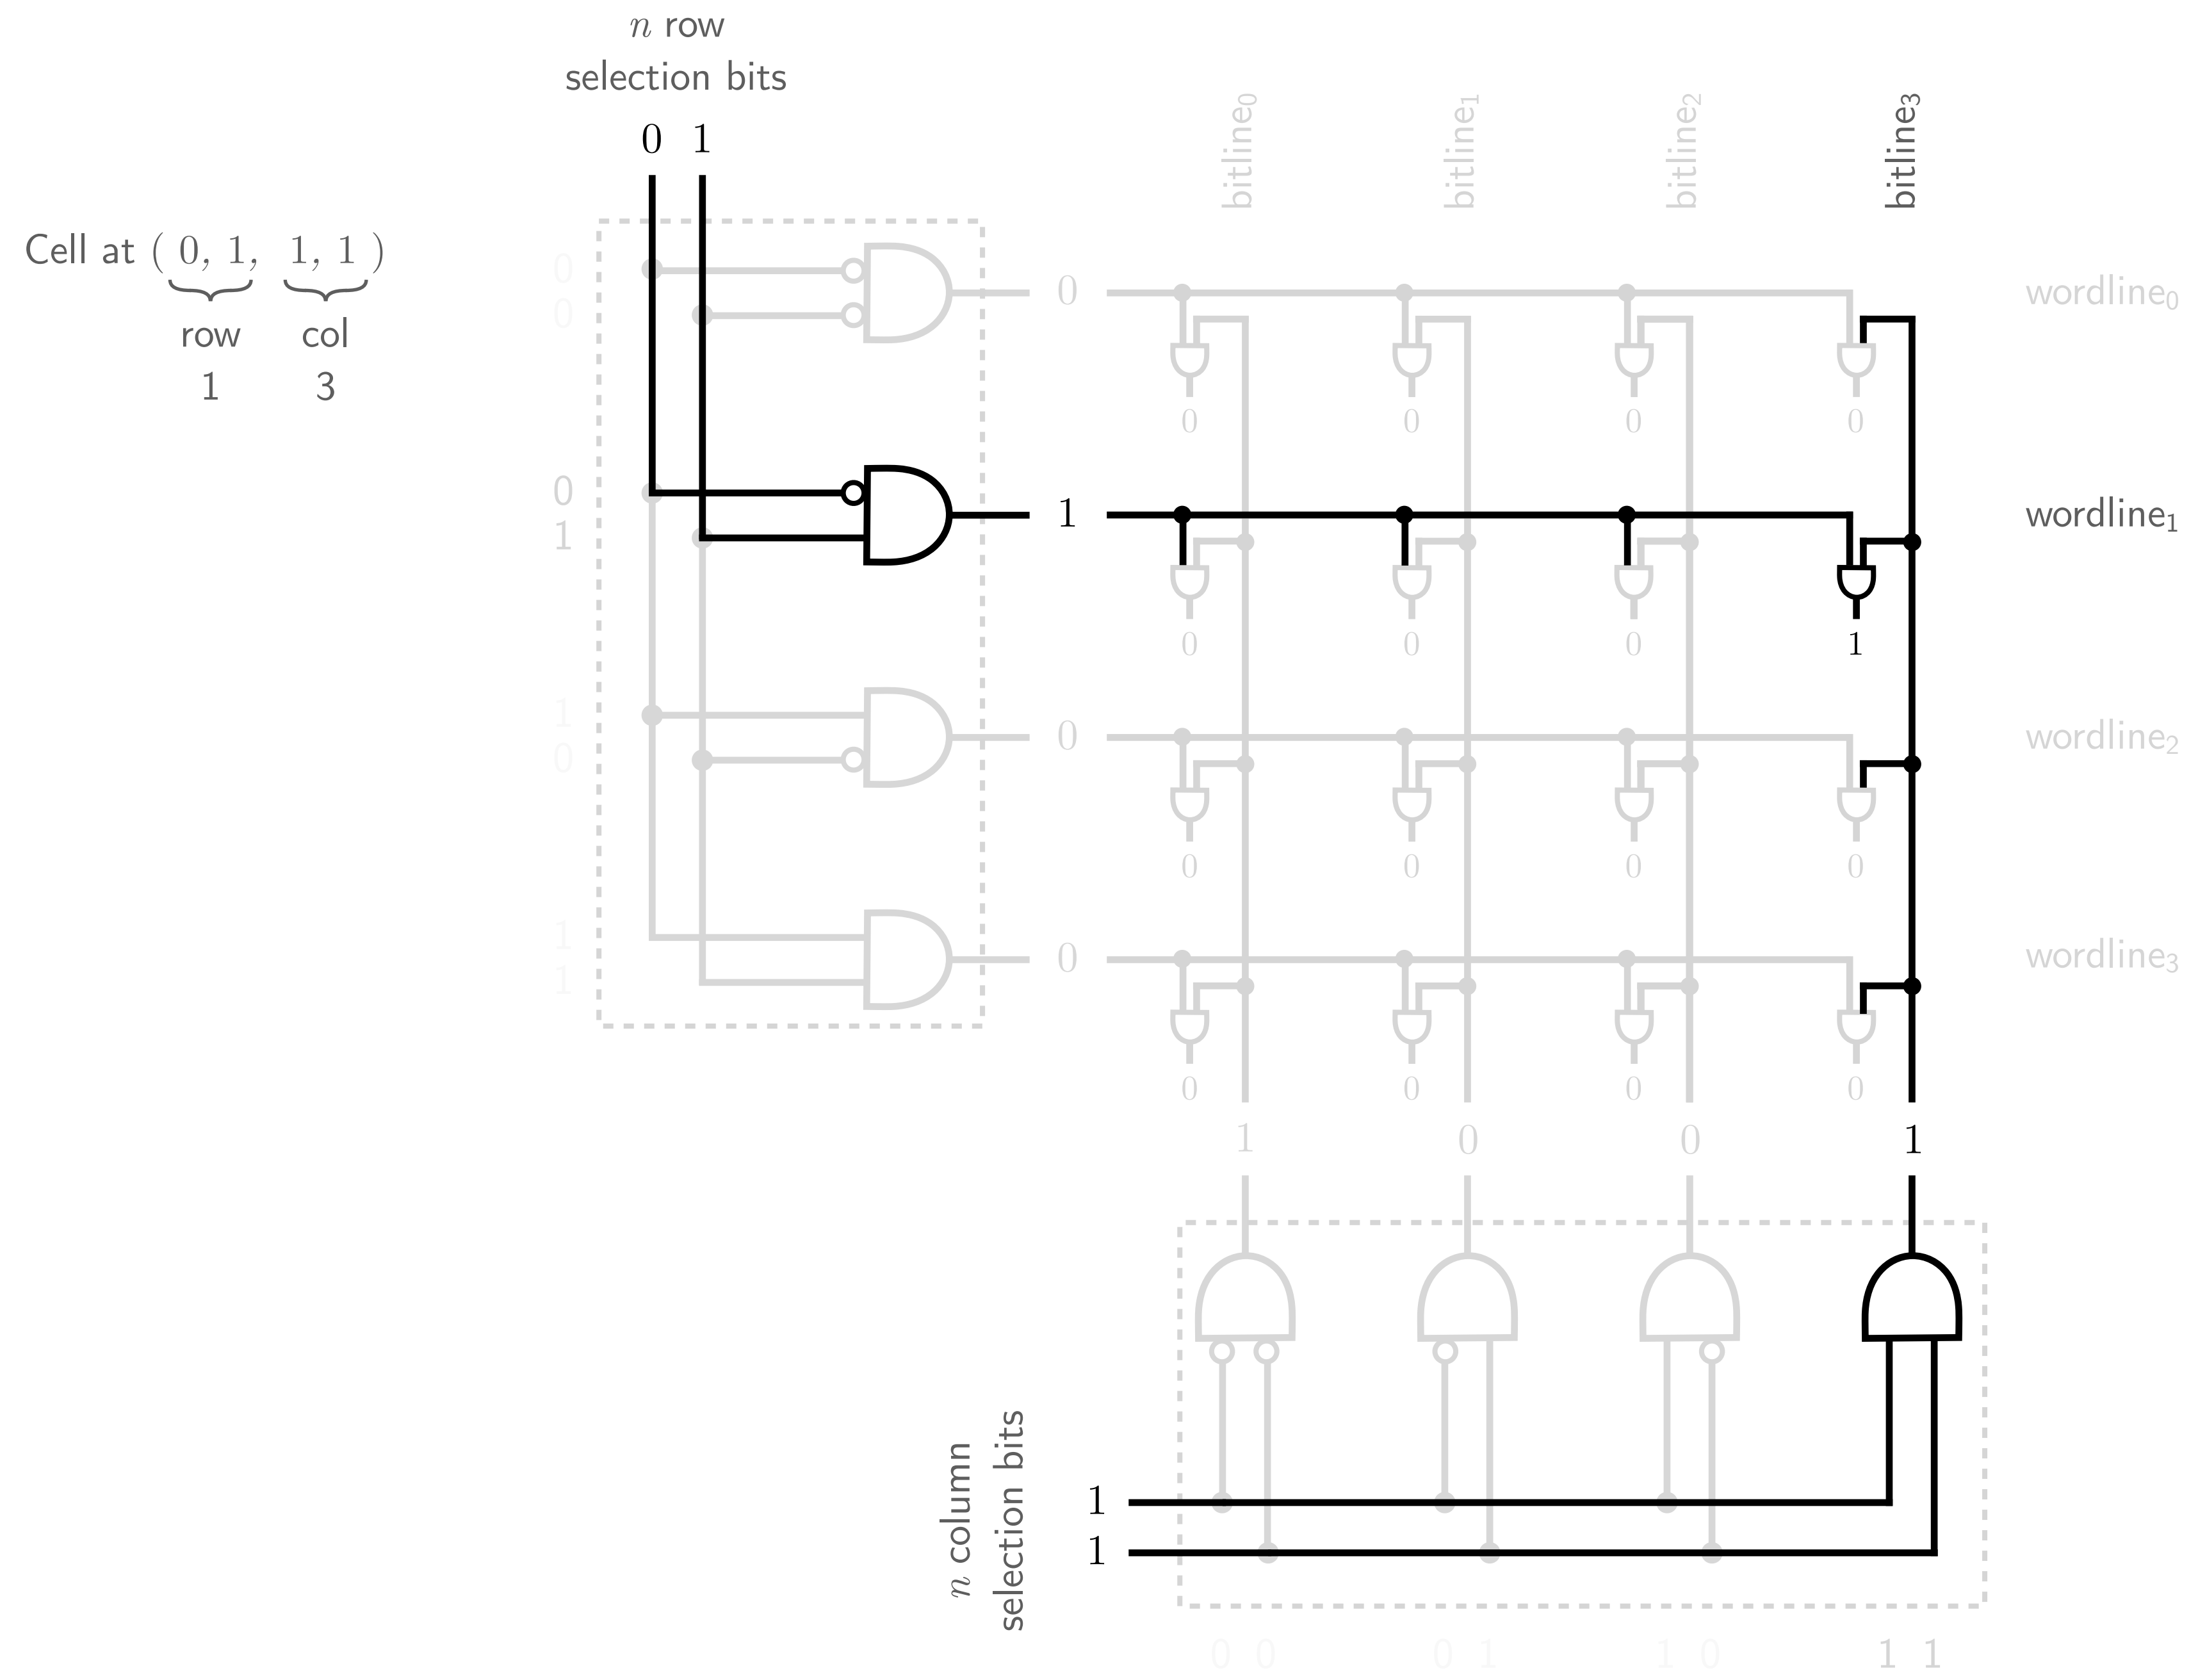 n row
selection bits
0 1
bitline0 bitline1 bitline2 bitline3
Cell at ( 0, 1, 1, 1 )
row col
1 3
0
0
0
wordline0
0 0 0 0
0
1
1
wordline1
0 0 0 1
1
0
0
wordline2
0 0 0 0
1
1
0
wordline3
0 0 0 0
1 0 0 1
n column
selection bits
1
1
0 0 0 1 1 0 1 1